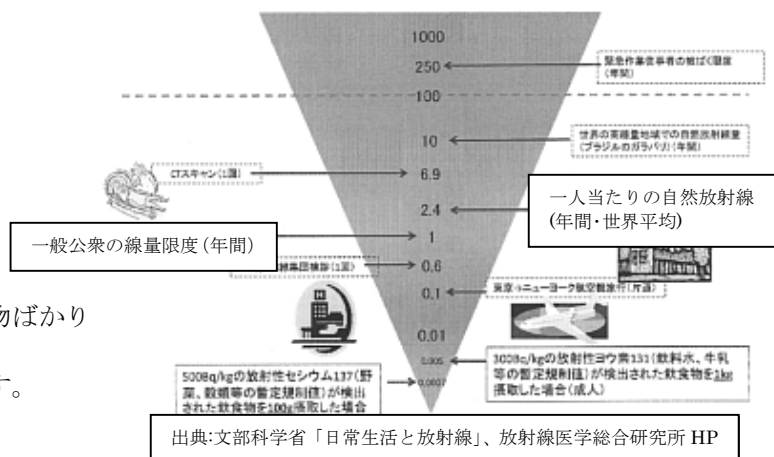 1000
250
緊急作業従事者の被ばく限度
(年間)
100
10
世界の高線量地域での自然放射線量
(ブラジルのガラパリ)(年間)
CTスキャン(1回)
6.9
一人当たりの自然放射線
(年間・世界平均)
2.4
一般公衆の線量限度(年間)
1
線集団検診(1回)
0.6
東京⇔ニューヨーク航空機旅行(片道)
0.1
物ばかり
0.01
す。
0.005
300Bq/kgの放射性ヨウ素131(飲料水、牛乳
等の暫定規制値)が検出された飲食物を1kg
摂取した場合(成人)
500Bq/kgの放射性セシウム137(野
菜、穀類等の暫定規制値)が検出
された飲食物を100g摂取した場合
出典:文部科学省「日常生活と放射線」、放射線医学総合研究所 HP